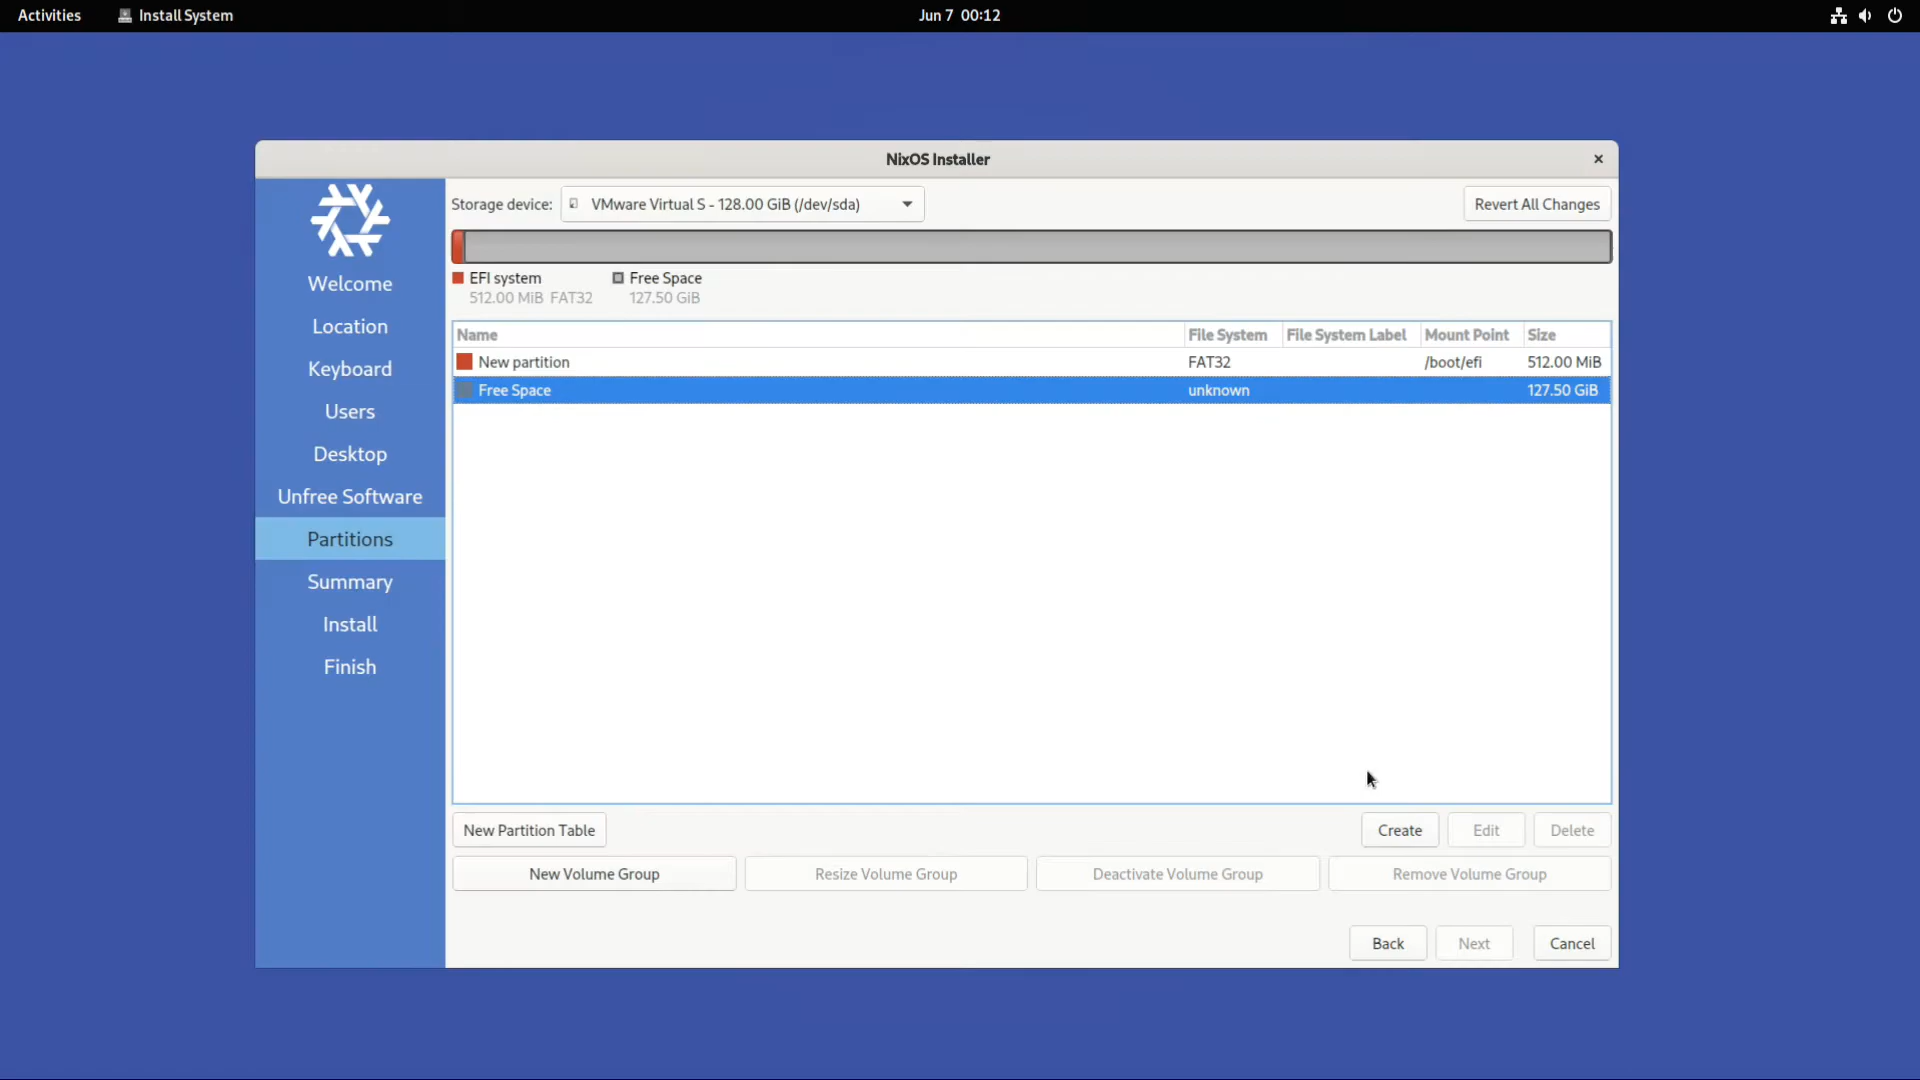 Activities Install System Jun 7 00:12
NixOS Installer ×
Storage device: VMware Virtual S - 128.00 GiB (/dev/sda) Revert All Changes
EFI system Free Space
512.00 MiB FAT32 127.50 GiB
Name File System File System Label Mount Point Size
New partition FAT32 /boot/efi 512.00 MiB
Free Space unknown 127.50 GiB
Welcome
Location
Keyboard
Users
Desktop
Unfree Software
Partitions
Summary
Install
Finish
New Partition Table Create Edit Delete
New Volume Group Resize Volume Group Deactivate Volume Group Remove Volume Group
Back Next Cancel